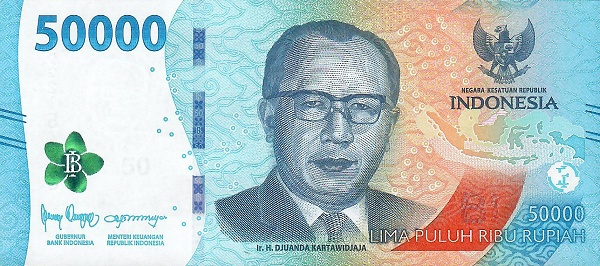 50000
NEGARA KESATUAN REPUBLIK
INDONESIA
GUBERNUR
BANK INDONESIA
MENTERI KEUANGAN
REPUBLIK INDONESIA
Ir. H. DJUANDA KARTAWIDJAJA
50000
LIMA PULUH RIBU RUPIAH